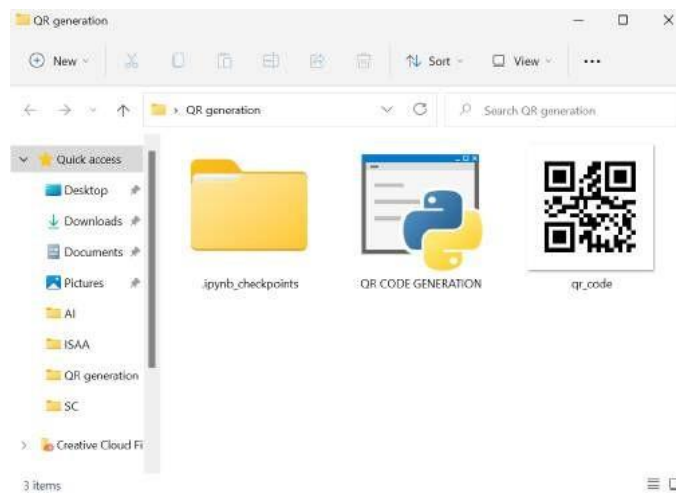 QR generation
New
Sort
View
QR generation
Search QR generation
Quick access
Desktop
Downloads
Documents
Pictures
AI
ISAA
QR generation
SC
Creative Cloud Fi
.ipynb_checkpoints
QR CODE GENERATION
qr_code
3 items